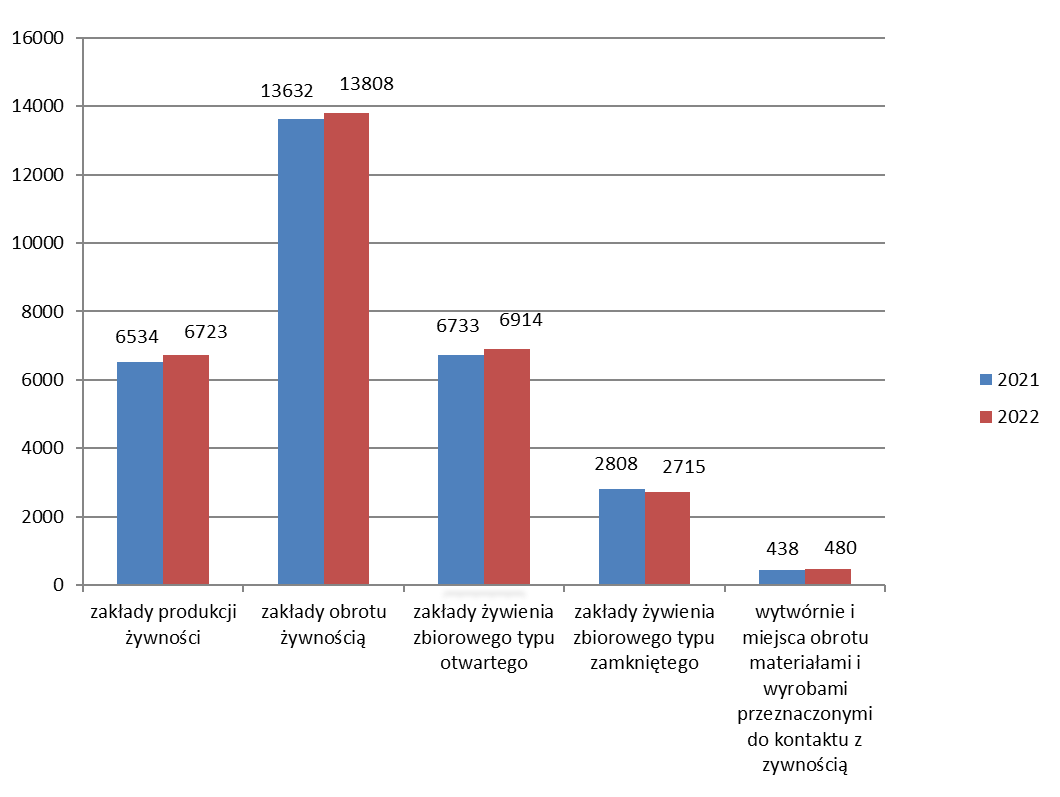 16000
14000
12000
10000
8000
6000
4000
2000
0
13632
13808
6534
6723
6733
6914
2808
2715
438
480
zakłady produkcji
żywności
zakłady obrotu
żywnością
zakłady żywienia
zbiorowego typu
otwartego
zakłady żywienia
zbiorowego typu
zamkniętego
wytwórnie i
miejsca obrotu
materiałami i
wyrobami
przeznaczonymi
do kontaktu z
zywnością
2021
2022